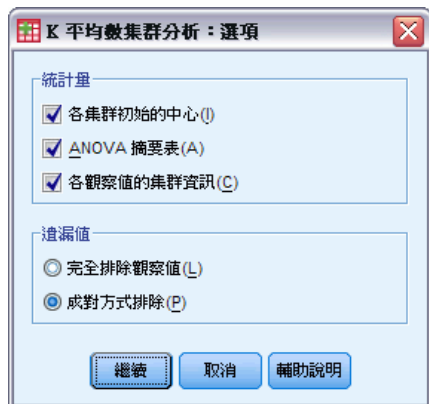 K 平均數集群分析：選項
統計量
各集群初始的中心(I)
ANOVA 摘要表(A)
各觀察值的集群資訊(C)
遺漏值
完全排除觀察值(L)
成對方式排除(P)
繼續
取消
輔助說明